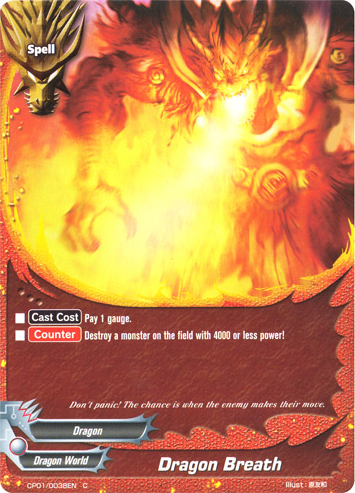 Spell
Cast Cost Pay 1 gauge.
Counter Destroy a monster on the field with 4000 or less power!
Don't panic! The chance is when the enemy makes their move.
Dragon
Dragon World
Dragon Breath
CP01/0038EN C
Illust: